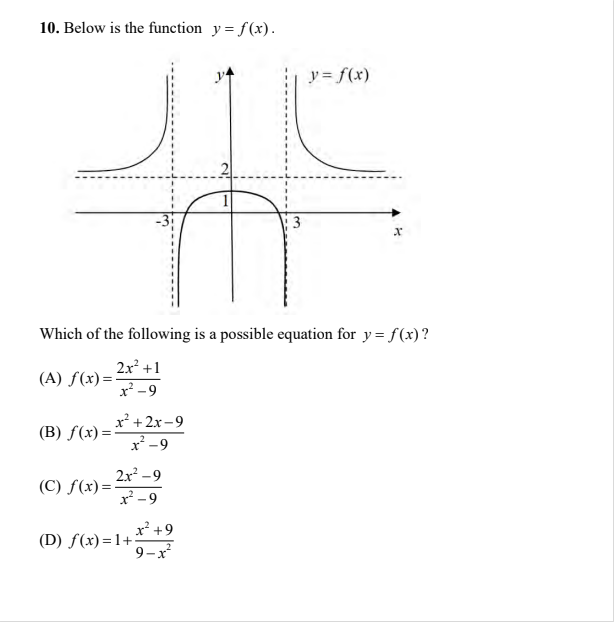 10. Below is the function y = f(x).
y
y = f(x)
2
1
-3
3
x
Which of the following is a possible equation for y = f(x)?
(A) f(x) = \frac{2x^2+1}{x^2-9}
(B) f(x) = \frac{x^2+2x-9}{x^2-9}
(C) f(x) = \frac{2x^2-9}{x^2-9}
(D) f(x) = 1 + \frac{x^2+9}{9-x^2}